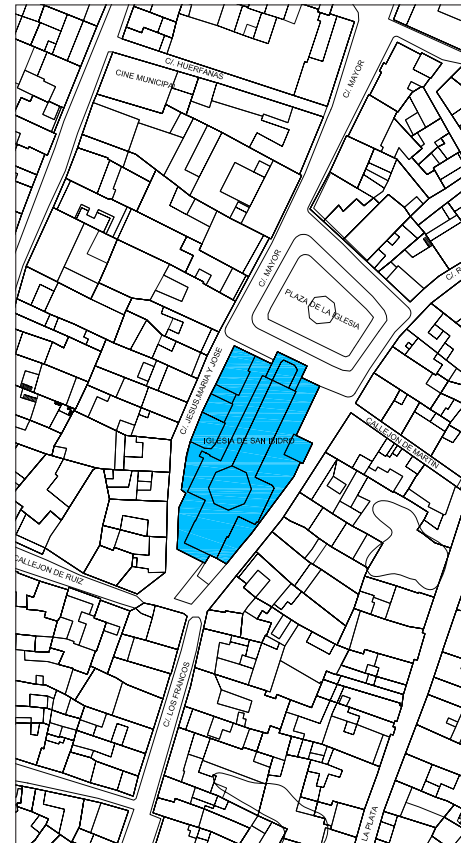 C/. HUERFANAS
CINE MUNICIPAL
C/. MAYOR
C/. MAYOR
PLAZA DE LA IGLESIA
C/. R
C/. JESUS,MARIA Y JOSE
IGLESIA DE SAN ISIDRO
CALLEJON DE MARTIN
CALLEJON DE RUIZ
C/. LOS FRANCOS
LA PLATA